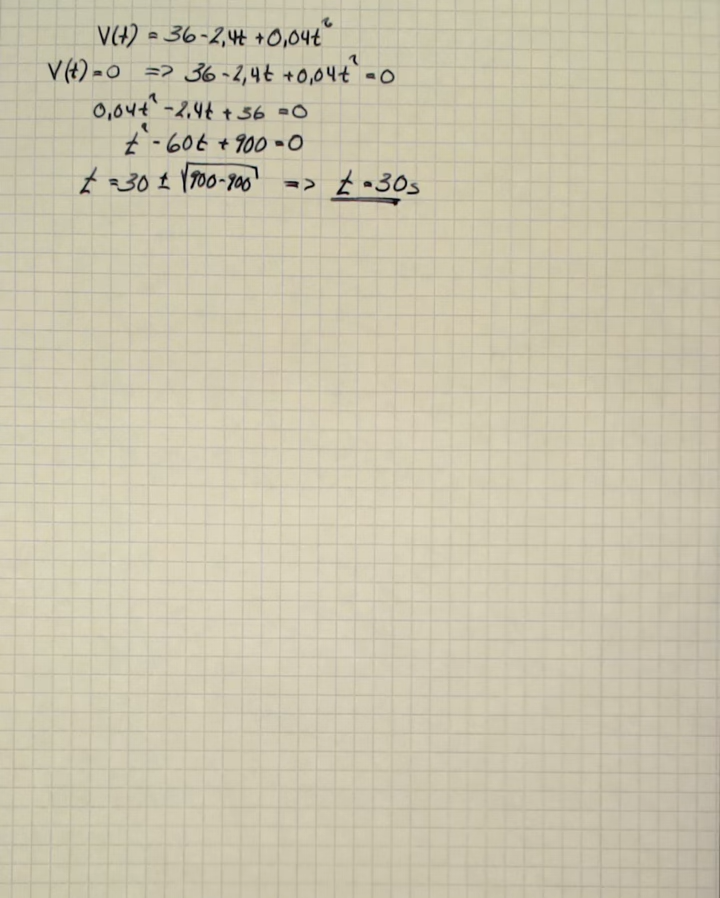 V(t) = 36-2,4t +0,04t²
V(t)=0 => 36-2,4t +0,04t² =0
0,04t² -2,4t + 36 =0
t² - 60t + 900 =0
t =30 ± √900-900 => t =30s